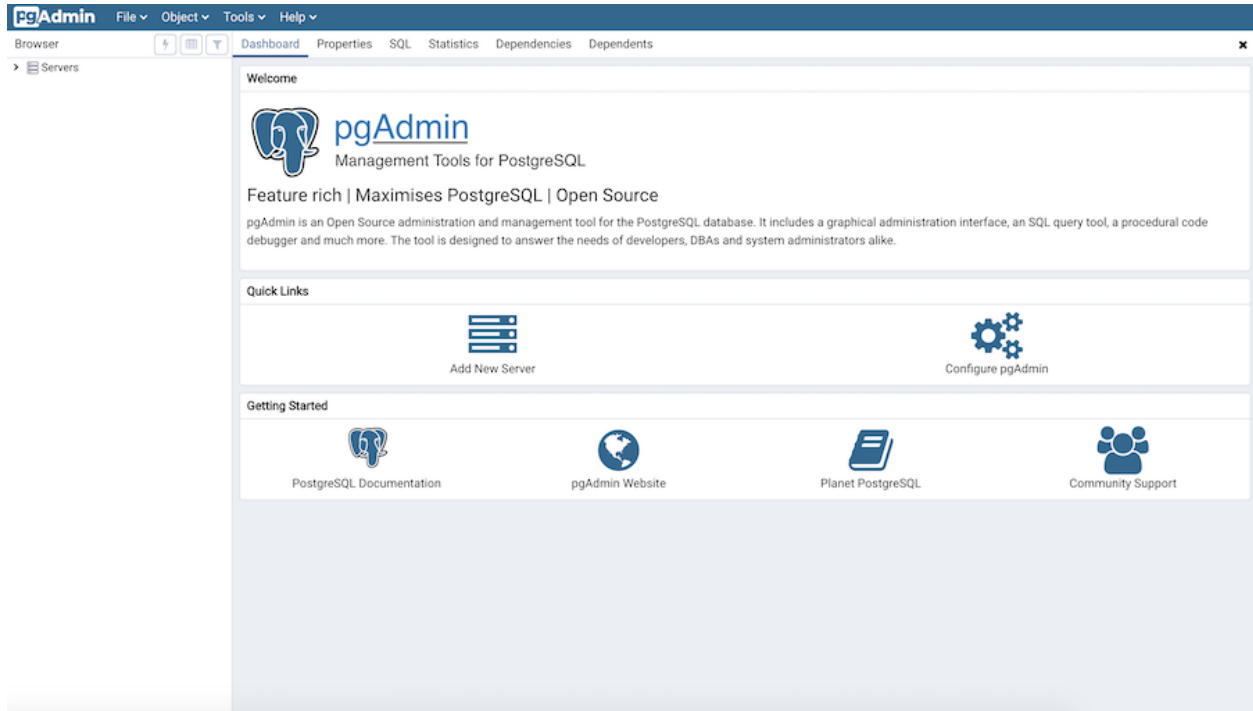 pgAdmin File Object Tools Help
Browser Dashboard Properties SQL Statistics Dependencies Dependents
Servers
Welcome
pgAdmin
Management Tools for PostgreSQL
Feature rich | Maximises PostgreSQL | Open Source
pgAdmin is an Open Source administration and management tool for the PostgreSQL database. It includes a graphical administration interface, an SQL query tool, a procedural code
debugger and much more. The tool is designed to answer the needs of developers, DBAs and system administrators alike.
Quick Links
Add New Server Configure pgAdmin
Getting Started
PostgreSQL Documentation pgAdmin Website Planet PostgreSQL Community Support